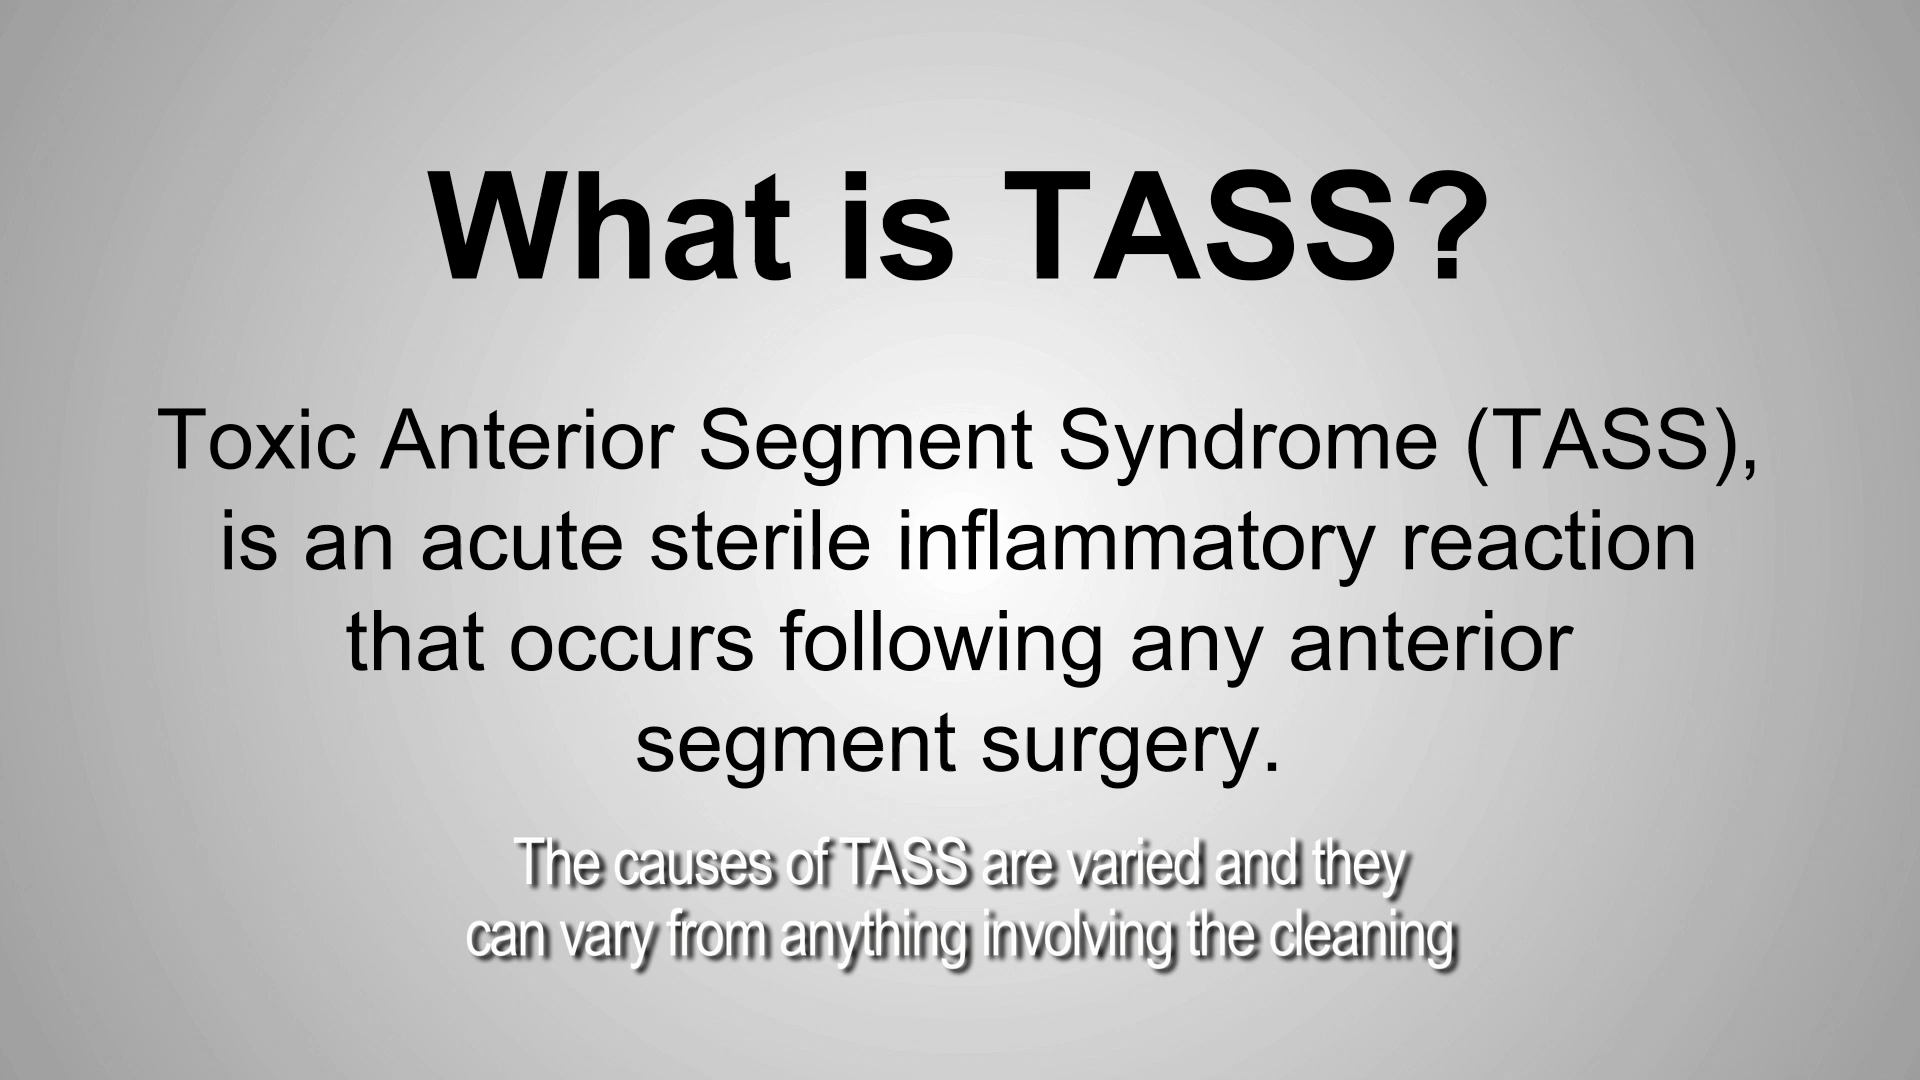 What is TASS?
Toxic Anterior Segment Syndrome (TASS),
is an acute sterile inflammatory reaction
that occurs following any anterior
segment surgery.
The causes of TASS are varied and they
can vary from anything involving the cleaning